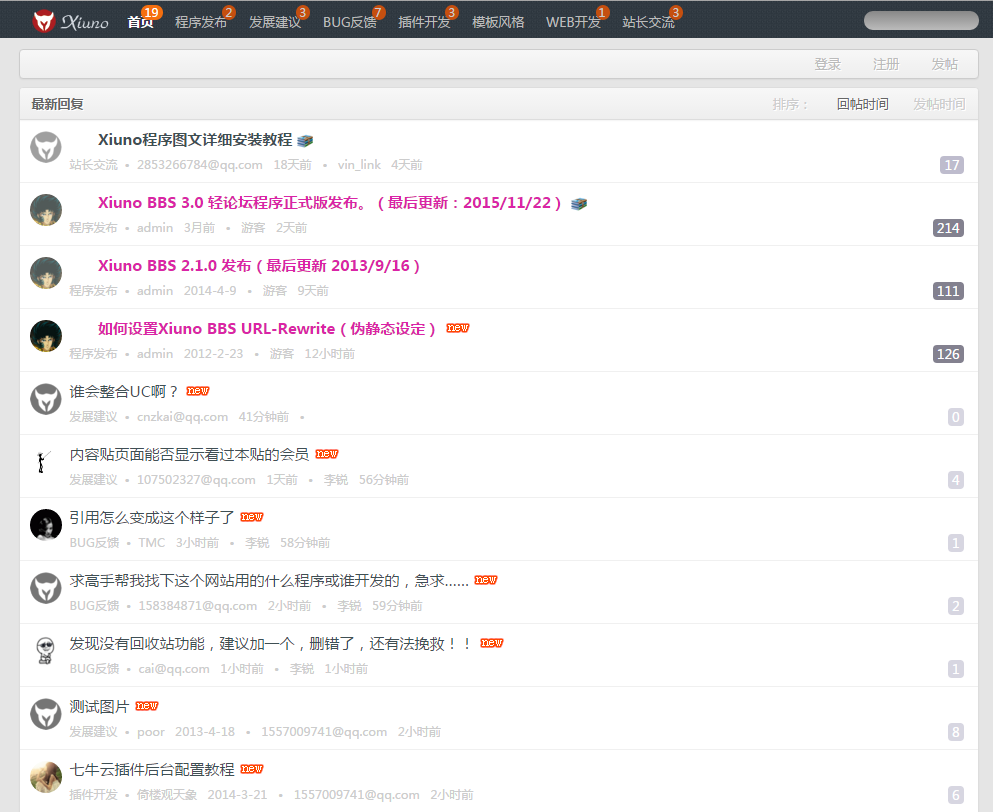 Xiuno 首页 19 程序发布 2 发展建议 3 BUG反馈 7 插件开发 3 模板风格 WEB开发 1 站长交流 3
登录 注册 发帖
最新回复 排序： 回帖时间 发帖时间
Xiuno程序图文详细安装教程
站长交流 • 2853266784@qq.com 18天前 • vin_link 4天前 17
Xiuno BBS 3.0 轻论坛程序正式版发布。（最后更新：2015/11/22）
程序发布 • admin 3月前 • 游客 2天前 214
Xiuno BBS 2.1.0 发布（最后更新 2013/9/16）
程序发布 • admin 2014-4-9 • 游客 9天前 111
如何设置Xiuno BBS URL-Rewrite（伪静态设定） new
程序发布 • admin 2012-2-23 • 游客 12小时前 126
谁会整合UC啊？ new
发展建议 • cnzkai@qq.com 41分钟前 • 0
内容贴页面能否显示看过本贴的会员 new
发展建议 • 107502327@qq.com 1天前 • 李锐 56分钟前 4
引用怎么变成这个样子了 new
BUG反馈 • TMC 3小时前 • 李锐 58分钟前 1
求高手帮我找下这个网站用的什么程序或谁开发的，急求...... new
BUG反馈 • 158384871@qq.com 2小时前 • 李锐 59分钟前 2
发现没有回收站功能，建议加一个，删错了，还有法挽救！！ new
BUG反馈 • cai@qq.com 1小时前 • 李锐 1小时前 1
测试图片 new
发展建议 • poor 2013-4-18 • 1557009741@qq.com 2小时前 8
七牛云插件后台配置教程 new
插件开发 • 倚楼观天象 2014-3-21 • 1557009741@qq.com 2小时前 6